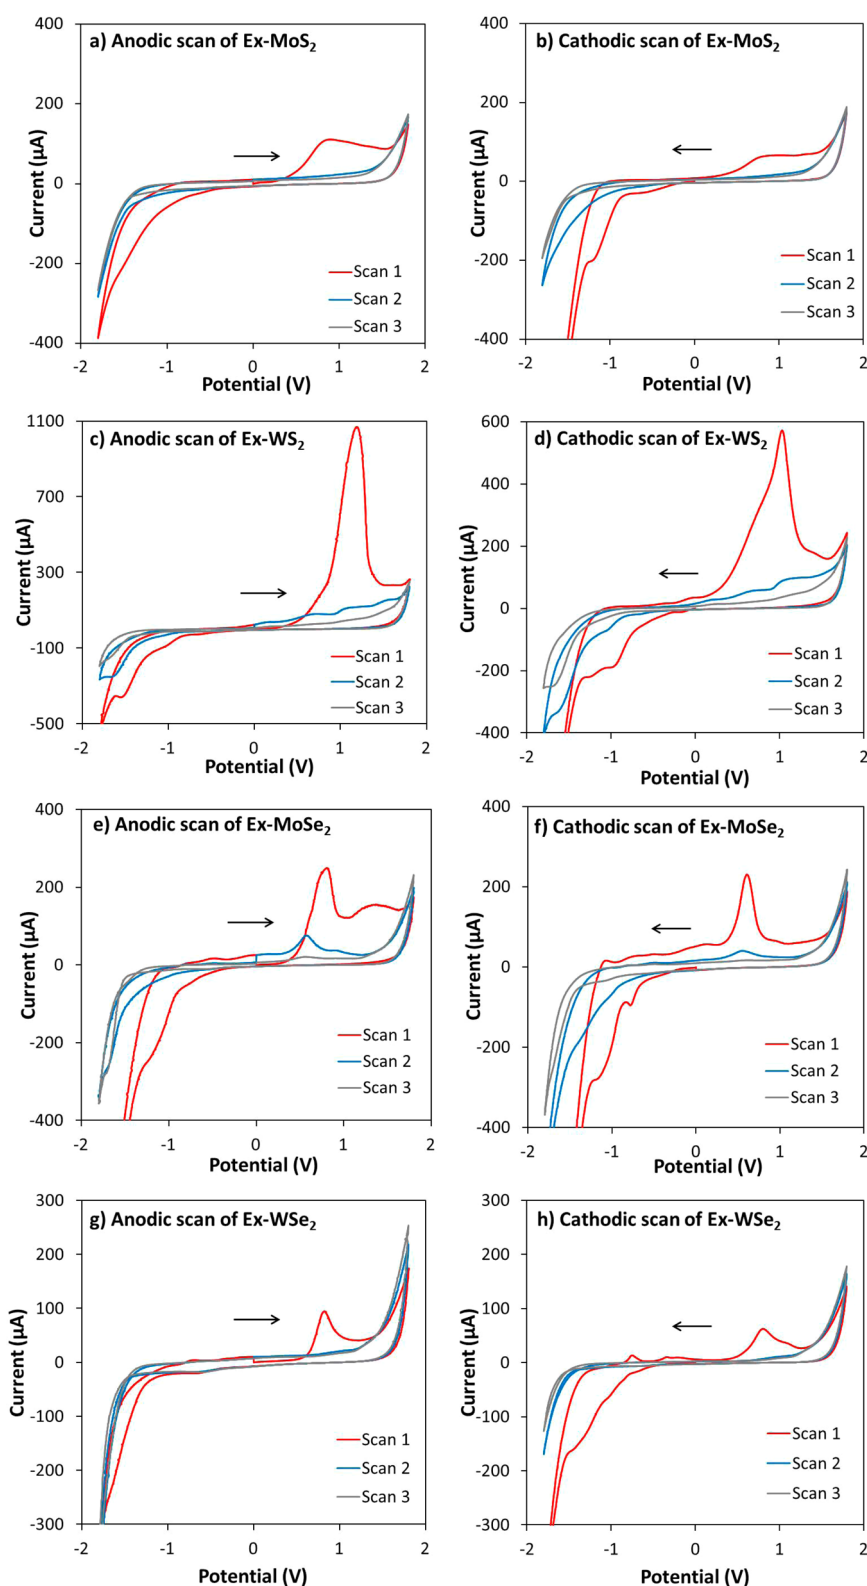 a) Anodic scan of Ex-MoS₂
400
200
0
-200
-400
Current (µA)
-2 -1 0 1 2
Potential (V)
Scan 1
Scan 2
Scan 3
b) Cathodic scan of Ex-MoS₂
400
200
0
-200
-400
Current (µA)
-2 -1 0 1 2
Potential (V)
Scan 1
Scan 2
Scan 3
c) Anodic scan of Ex-WS₂
1100
700
300
-100
-500
Current (µA)
-2 -1 0 1 2
Potential (V)
Scan 1
Scan 2
Scan 3
d) Cathodic scan of Ex-WS₂
600
400
200
0
-200
-400
Current (µA)
-2 -1 0 1 2
Potential (V)
Scan 1
Scan 2
Scan 3
e) Anodic scan of Ex-MoSe₂
400
200
0
-200
-400
Current (µA)
-2 -1 0 1 2
Potential (V)
Scan 1
Scan 2
Scan 3
f) Cathodic scan of Ex-MoSe₂
400
200
0
-200
-400
Current (µA)
-2 -1 0 1 2
Potential (V)
Scan 1
Scan 2
Scan 3
g) Anodic scan of Ex-WSe₂
300
200
100
0
-100
-200
-300
Current (µA)
-2 -1 0 1 2
Potential (V)
Scan 1
Scan 2
Scan 3
h) Cathodic scan of Ex-WSe₂
300
200
100
0
-100
-200
-300
Current (µA)
-2 -1 0 1 2
Potential (V)
Scan 1
Scan 2
Scan 3